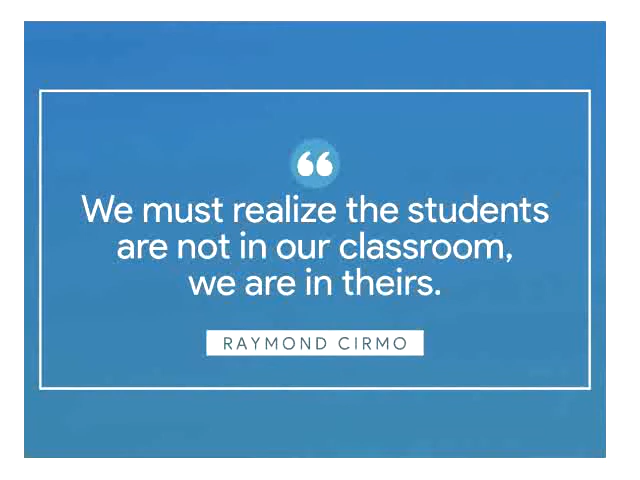 “
We must realize the students
are not in our classroom,
we are in theirs.
RAYMOND CIRMO